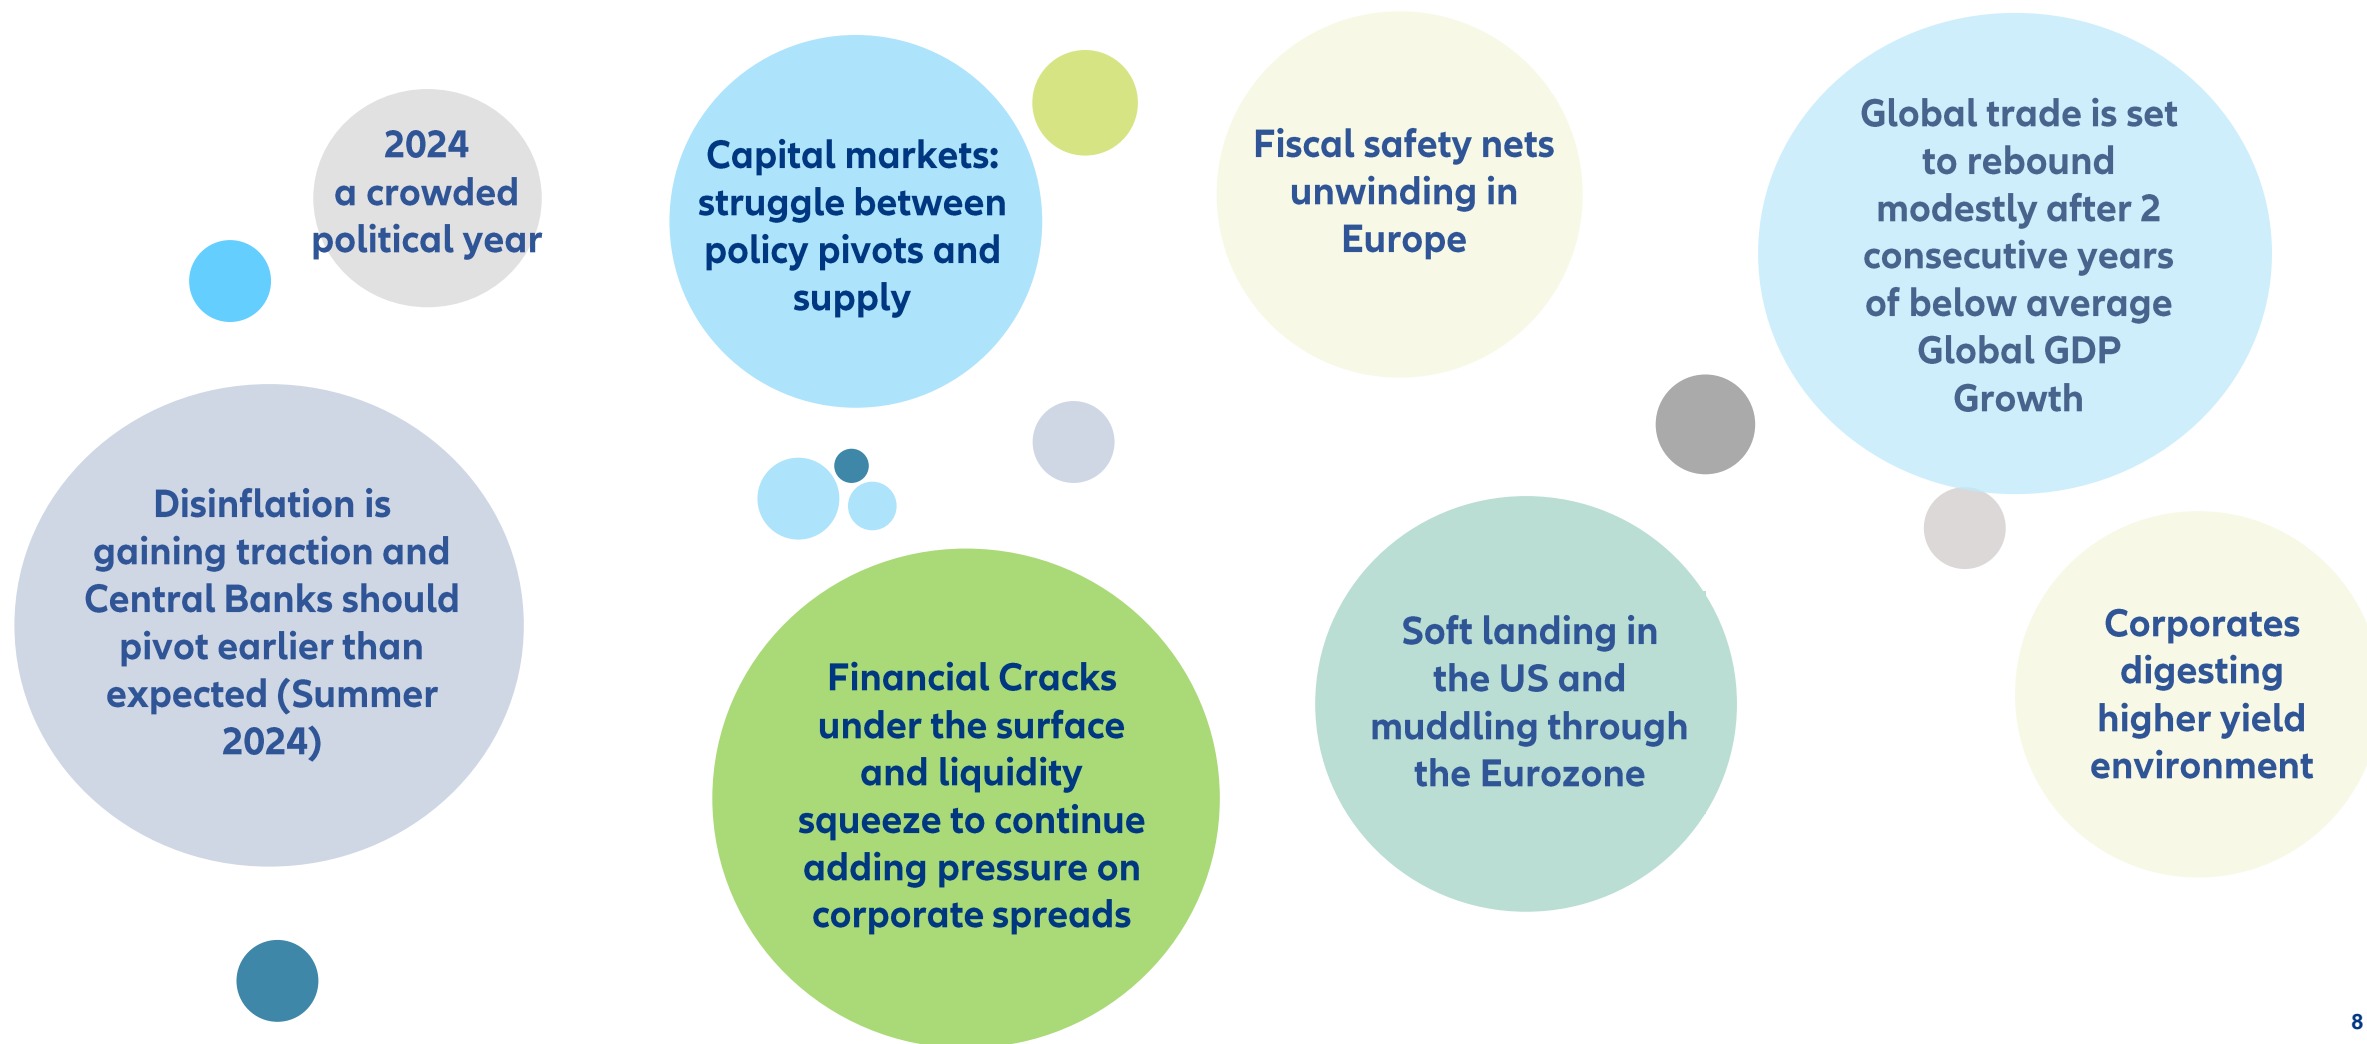 2024
a crowded
political year
Capital markets:
struggle between
policy pivots and
supply
Fiscal safety nets
unwinding in
Europe
Global trade is set
to rebound
modestly after 2
consecutive years
of below average
Global GDP
Growth
Disinflation is
gaining traction and
Central Banks should
pivot earlier than
expected (Summer
2024)
Financial Cracks
under the surface
and liquidity
squeeze to continue
adding pressure on
corporate spreads
Soft landing in
the US and
muddling through
the Eurozone
Corporates
digesting
higher yield
environment
8